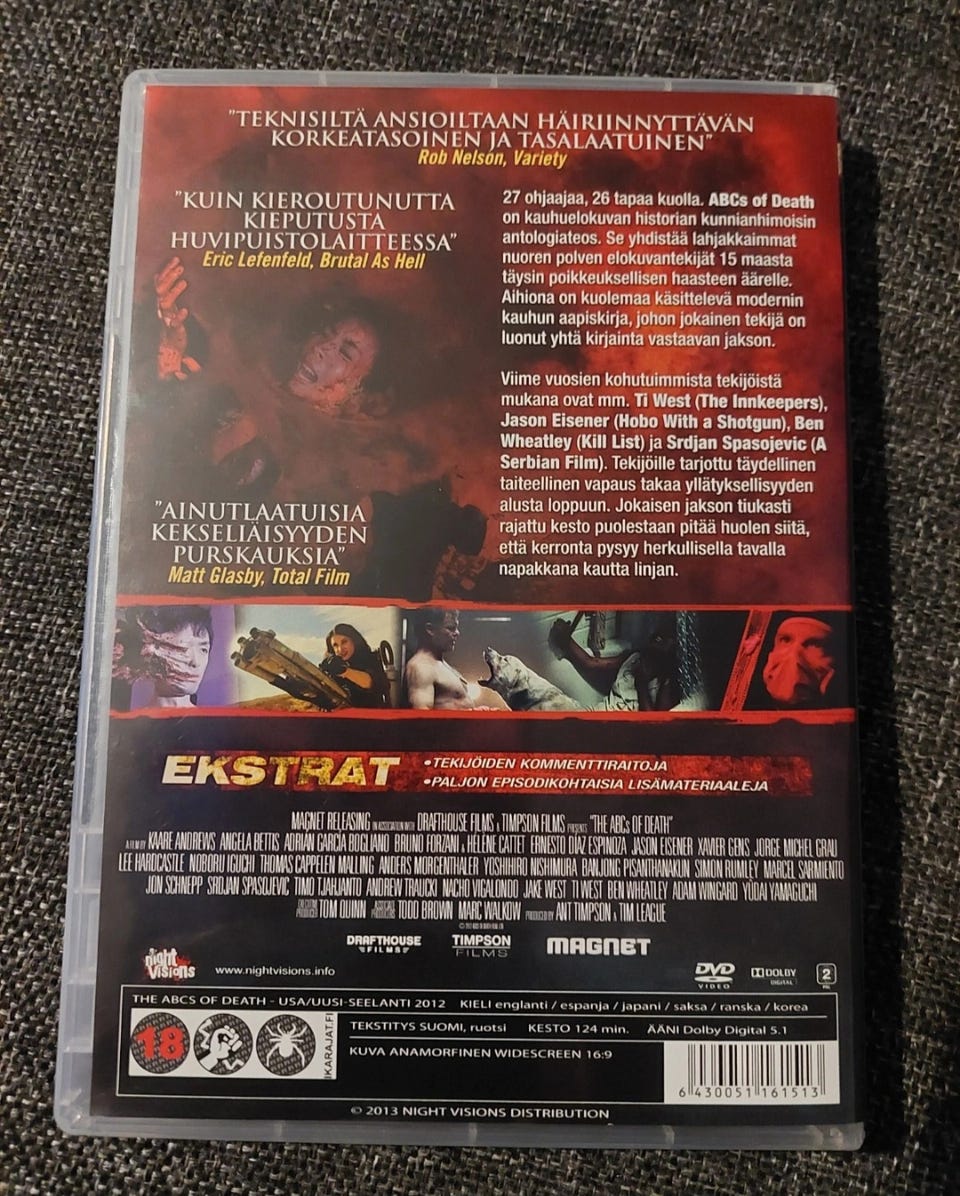 "TEKNISILTÄ ANSIOILTAAN HÄIRIINNYTTÄVÄN
KORKEATASOINEN JA TASALAATUINEN"
Rob Nelson, Variety
"KUIN KIEROUTUNUTTA
KIEPUTUSTA
HUVIPUISTOLAITTEESSA"
Eric Lefenfeld, Brutal As Hell
27 ohjaajaa, 26 tapaa kuolla. ABCs of Death
on kauhuelokuvan historian kunnianhimoisin
antologiateos. Se yhdistää lahjakkaimmat
nuoren polven elokuvantekijät 15 maasta
täysin poikkeuksellisen haasteen äärelle.
Aihiona on kuolemaa käsittelevä modernin
kauhun aapiskirja, johon jokainen tekijä on
luonut yhtä kirjainta vastaavan jakson.
Viime vuosien kohutuimmista tekijöistä
mukana ovat mm. Ti West (The Innkeepers),
Jason Eisener (Hobo With a Shotgun), Ben
Wheatley (Kill List) ja Srdjan Spasojevic (A
Serbian Film). Tekijöille tarjottu täydellinen
taiteellinen vapaus takaa yllätyksellisyyden
alusta loppuun. Jokaisen jakson tiukasti
rajattu kesto puolestaan pitää huolen siitä,
että kerronta pysyy herkullisella tavalla
napakkana kautta linjan.
"AINUTLAATUISIA
KEKSELIÄISYYDEN
PURSKAUKSIA"
Matt Glasby, Total Film
EKSTRAT
•TEKIJÖIDEN KOMMENTTIRAITOJA
•PALJON EPISODIKOHTAISIA LISÄMATERIAALEJA
MAGNET RELEASING IN ASSOCIATION WITH DRAFTHOUSE FILMS & TIMPSON FILMS PRESENTS "THE ABCs OF DEATH"
A FILM BY KAARE ANDREWS ANGELA BETTIS ADRIÁN GARCÍA BOGLIANO BRUNO FORZANI & HÉLÈNE CATTET ERNESTO DÍAZ ESPINOZA JASON EISENER XAVIER GENS JORGE MICHEL GRAU
LEE HARDCASTLE NOBORU IGUCHI THOMAS CAPPELEN MALLING ANDERS MORGENTHALER YOSHIHIRO NISHIMURA BANJONG PISANTHANAKUN SIMON RUMLEY MARCEL SARMIENTO
JON SCHNEPP SRDJAN SPASOJEVIC TIMO TJAHJANTO ANDREW TRAUCKI NACHO VIGALONDO JAKE WEST TI WEST BEN WHEATLEY ADAM WINGARD YÛDAI YAMAGUCHI
EXECUTIVE PRODUCERS TOM QUINN ASSOCIATE PRODUCERS TODD BROWN MARC WALKOW PRODUCED BY ANT TIMPSON & TIM LEAGUE
DRAFTHOUSE
FILMS
TIMPSON
FILMS
MAGNET
night
visions
www.nightvisions.info
DVD
VIDEO
DOLBY
DIGITAL
2
PAL
THE ABCS OF DEATH - USA/UUSI-SEELANTI 2012 KIELI englanti / espanja / japani / saksa / ranska / korea
18
IKARAJAT.FI
TEKSTITYS SUOMI, ruotsi KESTO 124 min. ÄÄNI Dolby Digital 5.1
KUVA ANAMORFINEN WIDESCREEN 16:9
6 430051 161513
© 2013 NIGHT VISIONS DISTRIBUTION